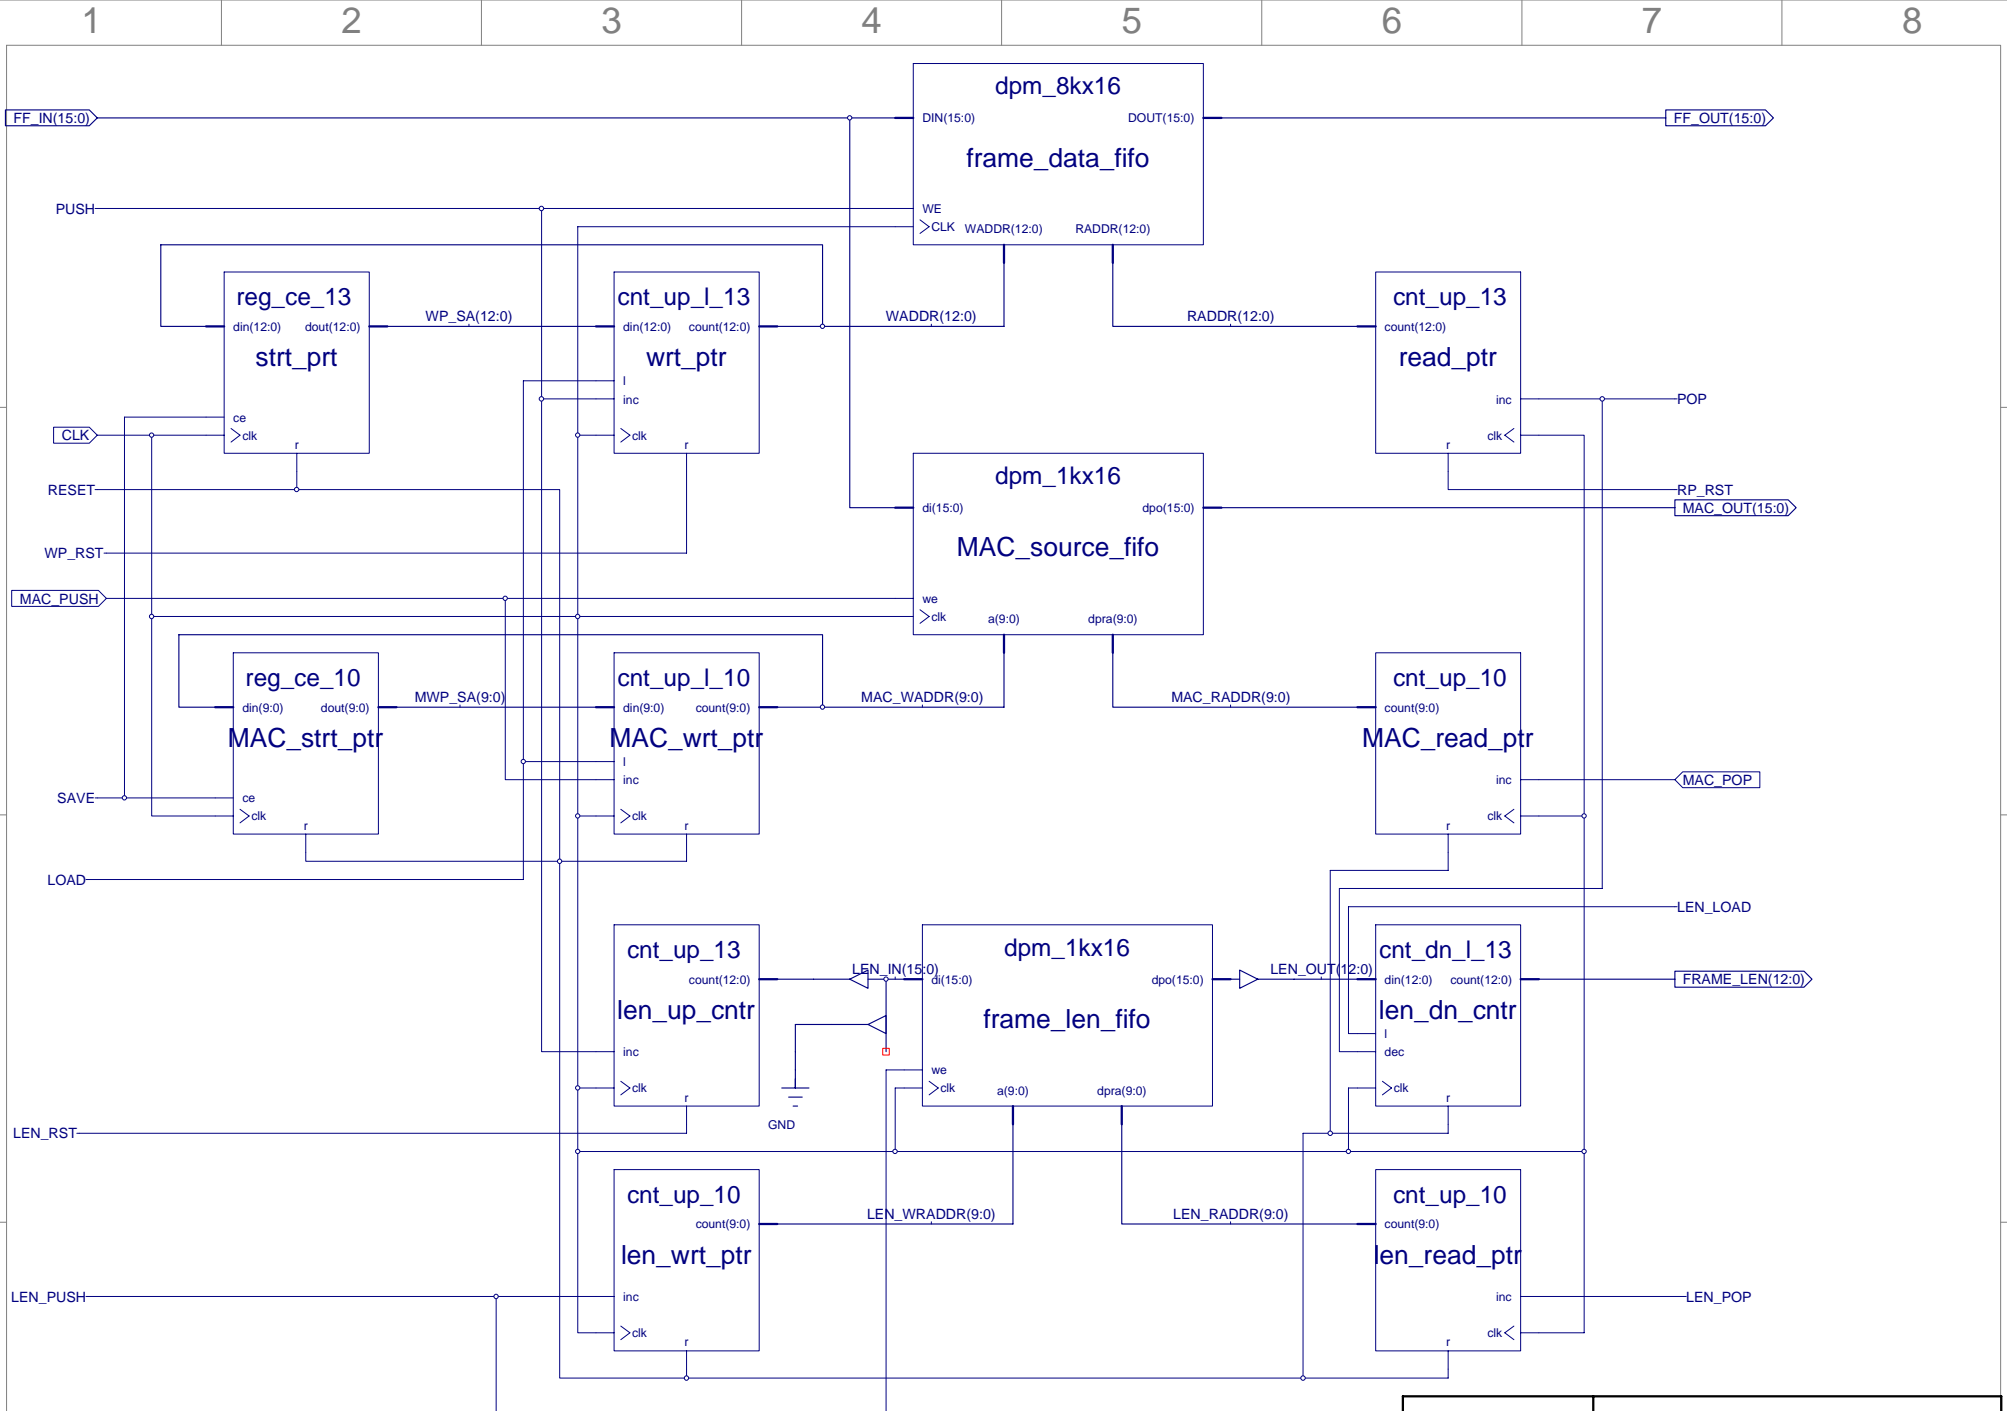 1 2 3 4 5 6 7 8
dpm_8kx16
FF_IN(15:0)
DIN(15:0) DOUT(15:0)
FF_OUT(15:0)
frame_data_fifo
PUSH
WE
CLK WADDR(12:0) RADDR(12:0)
reg_ce_13
din(12:0) dout(12:0)
strt_prt
ce
clk
r
WP_SA(12:0)
cnt_up_l_13
din(12:0) count(12:0)
wrt_ptr
l
inc
clk
r
WADDR(12:0)
RADDR(12:0)
cnt_up_13
count(12:0)
read_ptr
inc
clk
r
POP
CLK
RESET
RP_RST
MAC_OUT(15:0)
WP_RST
dpm_1kx16
di(15:0) dpo(15:0)
MAC_source_fifo
we
clk a(9:0) dpra(9:0)
MAC_PUSH
reg_ce_10
din(9:0) dout(9:0)
MAC_strt_ptr
ce
clk
r
MWP_SA(9:0)
cnt_up_l_10
din(9:0) count(9:0)
MAC_wrt_ptr
l
inc
clk
r
MAC_WADDR(9:0)
MAC_RADDR(9:0)
cnt_up_10
count(9:0)
MAC_read_ptr
inc
clk
r
MAC_POP
SAVE
LOAD
LEN_LOAD
cnt_up_13
count(12:0)
len_up_cntr
inc
clk
r
LEN_IN(15:0)
GND
dpm_1kx16
di(15:0) dpo(15:0)
frame_len_fifo
we
clk a(9:0) dpra(9:0)
LEN_OUT(12:0)
cnt_dn_l_13
din(12:0) count(12:0)
len_dn_cntr
l
dec
clk
r
FRAME_LEN(12:0)
LEN_RST
cnt_up_10
count(9:0)
len_wrt_ptr
inc
clk
r
LEN_WRADDR(9:0)
LEN_RADDR(9:0)
cnt_up_10
count(9:0)
len_read_ptr
inc
clk
r
LEN_PUSH
LEN_POP